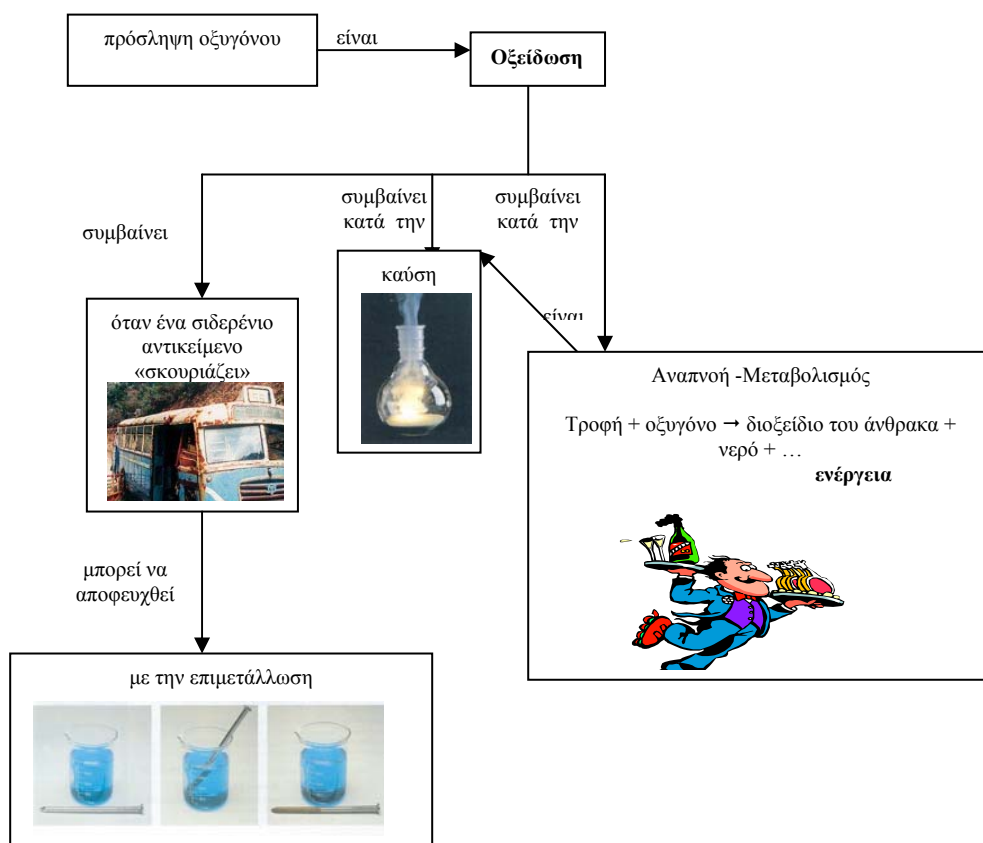 πρόσληψη οξυγόνου
είναι
Οξείδωση
συμβαίνει
συμβαίνει
κατά την
συμβαίνει
κατά την
όταν ένα σιδερένιο
αντικείμενο
«σκουριάζει»
καύση
είναι
Αναπνοή -Μεταβολισμός
Τροφή + οξυγόνο → διοξείδιο του άνθρακα +
νερό + …
ενέργεια
μπορεί να
αποφευχθεί
με την επιμετάλλωση